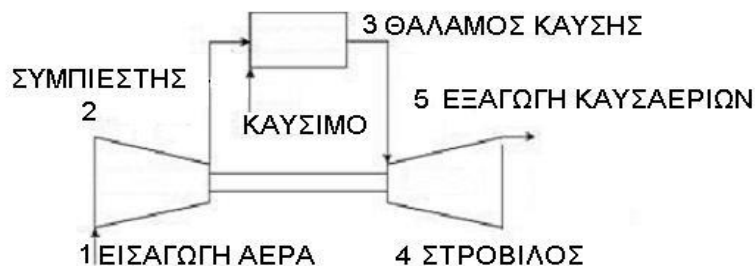 3 ΘΑΛΑΜΟΣ ΚΑΥΣΗΣ
ΣΥΜΠΙΕΣΤΗΣ
2
5 ΕΞΑΓΩΓΗ ΚΑΥΣΑΕΡΙΩΝ
ΚΑΥΣΙΜΟ
1 ΕΙΣΑΓΩΓΗ ΑΕΡΑ
4 ΣΤΡΟΒΙΛΟΣ